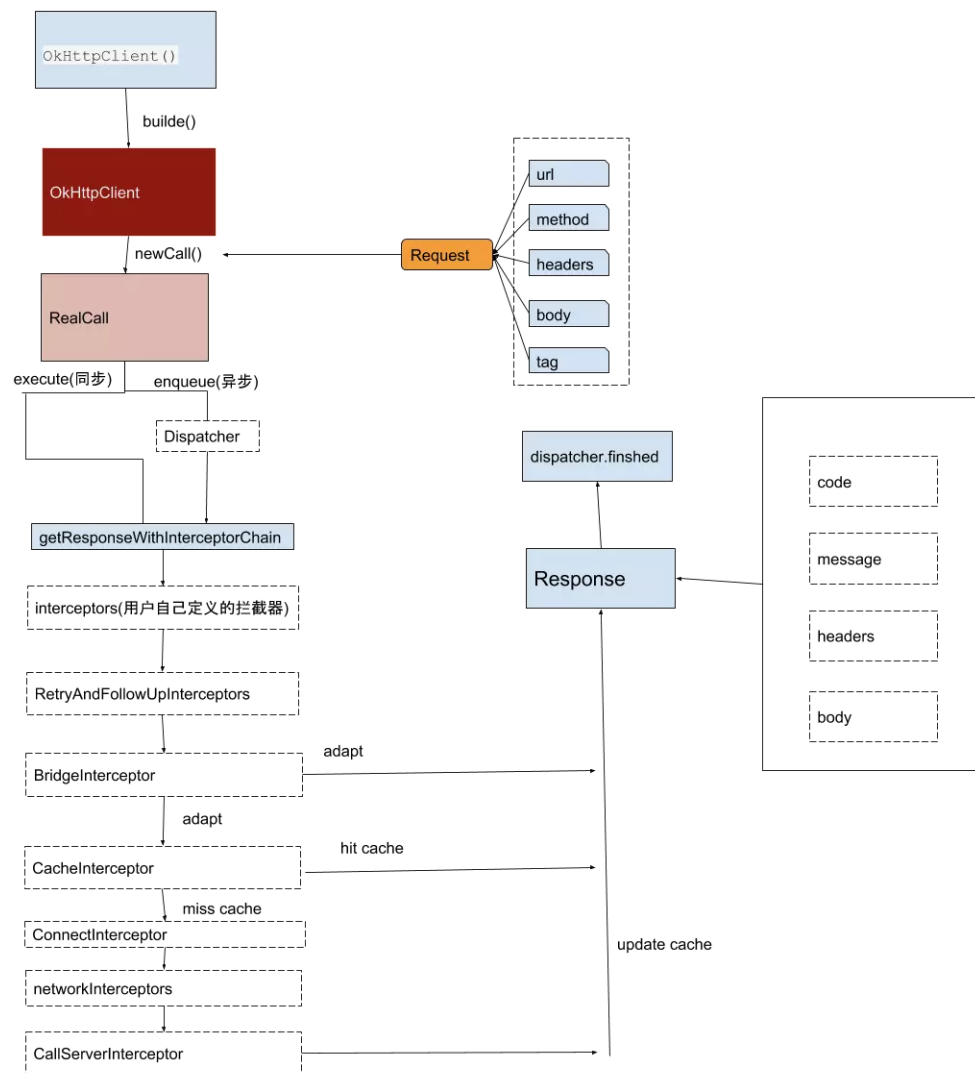 OkHttpClient()
builde()
OkHttpClient
newCall()
RealCall
execute(同步)
enqueue(异步)
Dispatcher
getResponseWithInterceptorChain
interceptors(用户自己定义的拦截器)
RetryAndFollowUpInterceptors
BridgeInterceptor
adapt
adapt
CacheInterceptor
hit cache
miss cache
ConnectInterceptor
networkInterceptors
CallServerInterceptor
Request
url
method
headers
body
tag
dispatcher.finshed
Response
update cache
code
message
headers
body